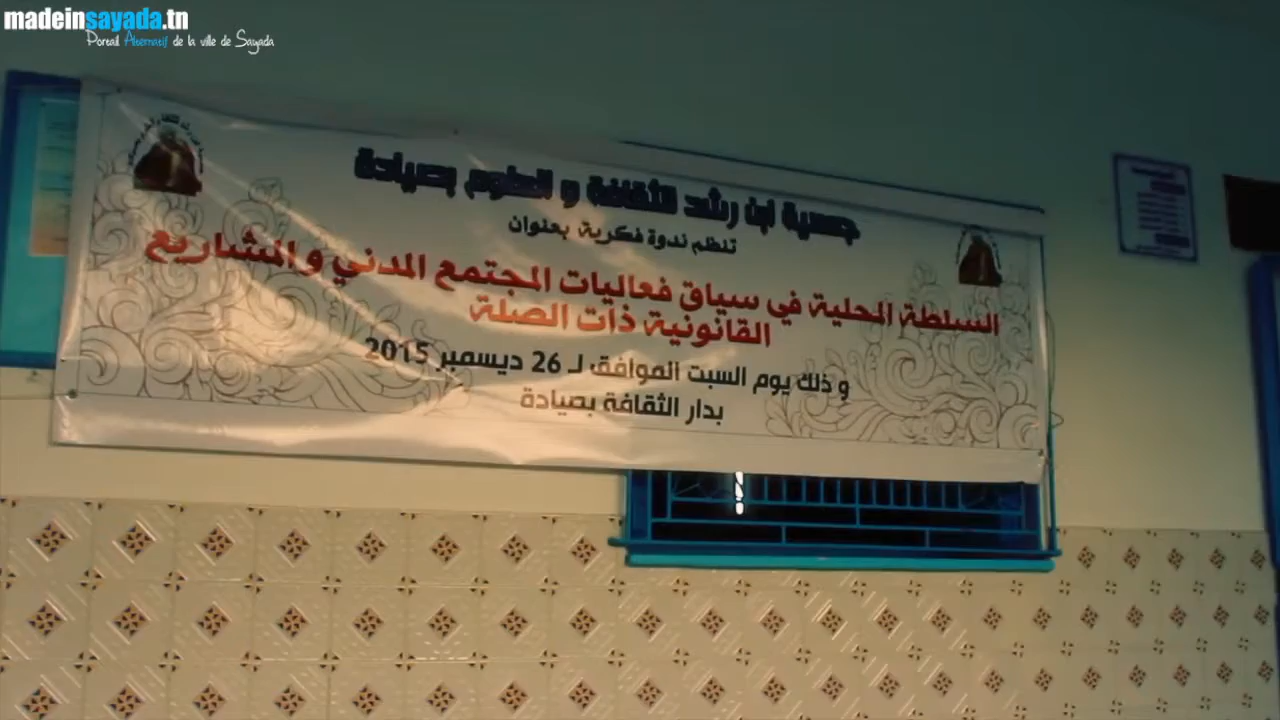 madeinsayada.tn
Portail Alternatif de la ville de Sayada
جمعية ابن رشد للثقافة و العلوم بصيادة
تنظم ندوة فكرية بعنوان
السلطة المحلية في سياق فعاليات المجتمع المدني و المشاريع
القانونية ذات الصلة
و ذلك يوم السبت الموافق لـ 26 ديسمبر 2015
بدار الثقافة بصيادة